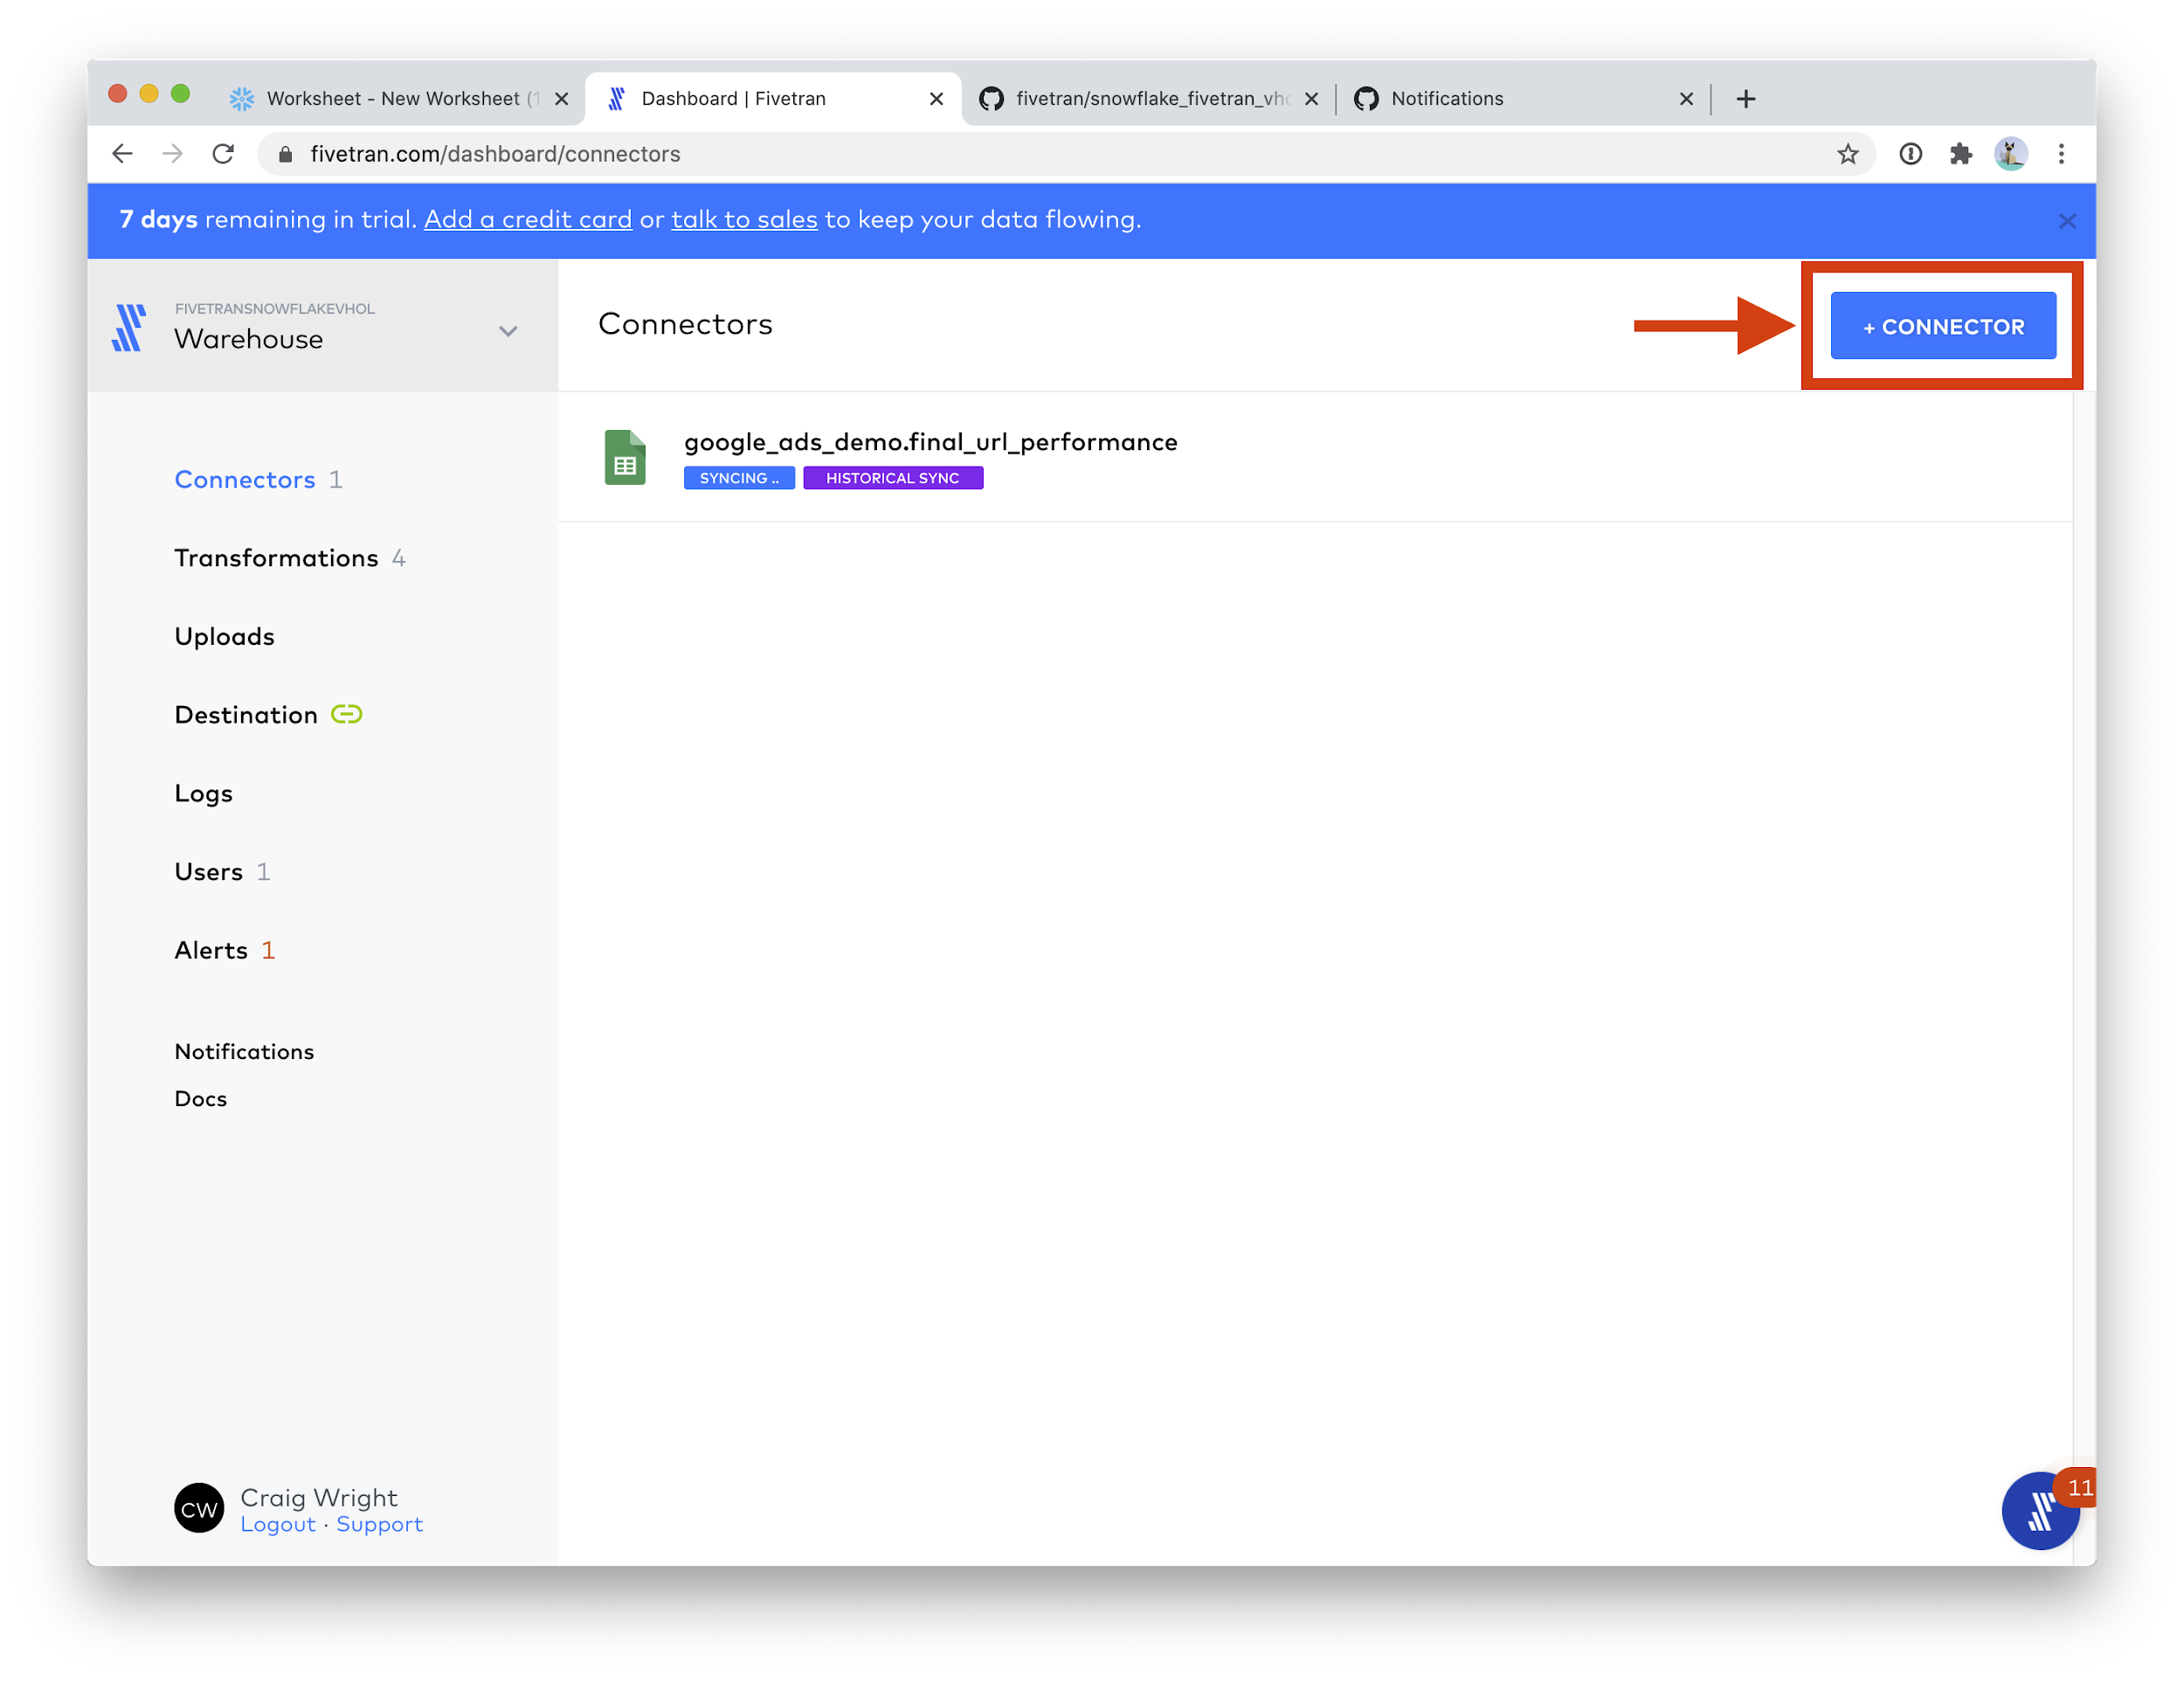 Worksheet - New Worksheet (1
Dashboard | Fivetran
fivetran/snowflake_fivetran_vho
Notifications
fivetran.com/dashboard/connectors
7 days remaining in trial. Add a credit card or talk to sales to keep your data flowing.
FIVETRANSNOWFLAKEVHOL
Warehouse
Connectors
+ CONNECTOR
google_ads_demo.final_url_performance
SYNCING ..
HISTORICAL SYNC
Connectors 1
Transformations 4
Uploads
Destination
Logs
Users 1
Alerts 1
Notifications
Docs
CW
Craig Wright
Logout · Support
11